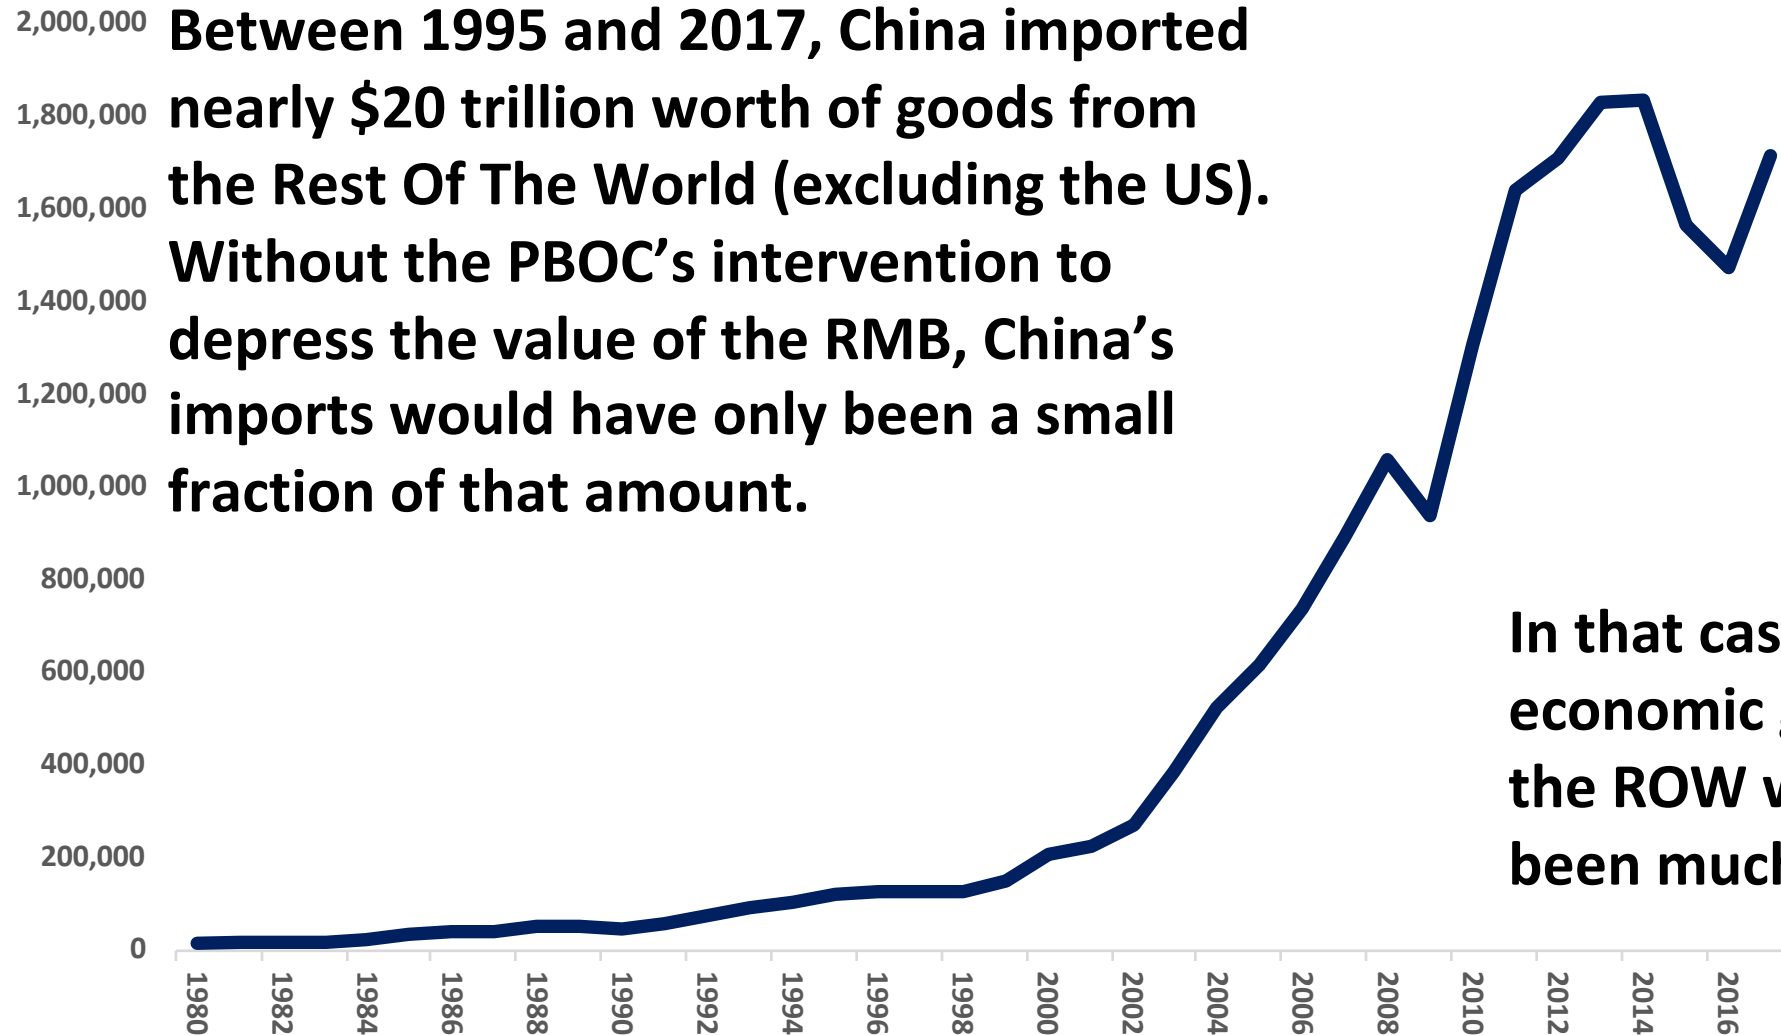 2,000,000
1,800,000
1,600,000
1,400,000
1,200,000
1,000,000
800,000
600,000
400,000
200,000
0
Between 1995 and 2017, China imported
nearly $20 trillion worth of goods from
the Rest Of The World (excluding the US).
Without the PBOC’s intervention to
depress the value of the RMB, China’s
imports would have only been a small
fraction of that amount.
In that cas
economic
the ROW
been much
1980
1982
1984
1986
1988
1990
1992
1994
1996
1998
2000
2002
2004
2006
2008
2010
2012
2014
2016